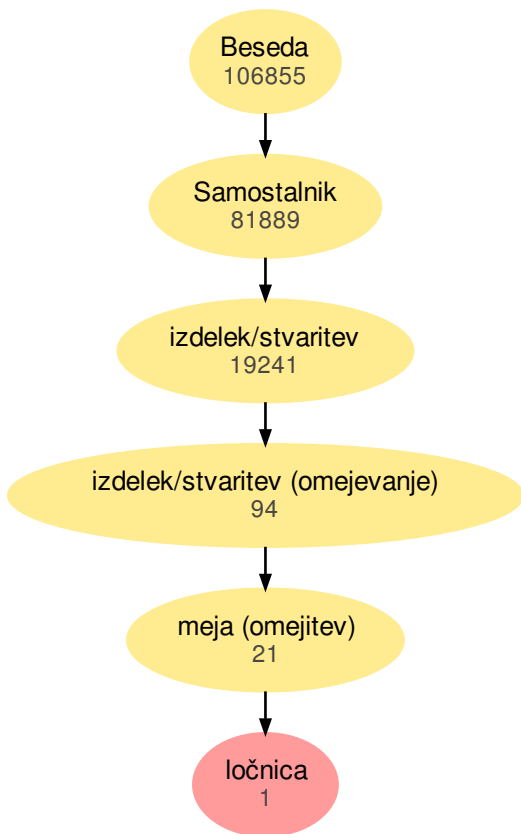 Beseda
106855
Samostalnik
81889
izdelek/stvaritev
19241
izdelek/stvaritev (omejevanje)
94
meja (omejitev)
21
ločnica
1